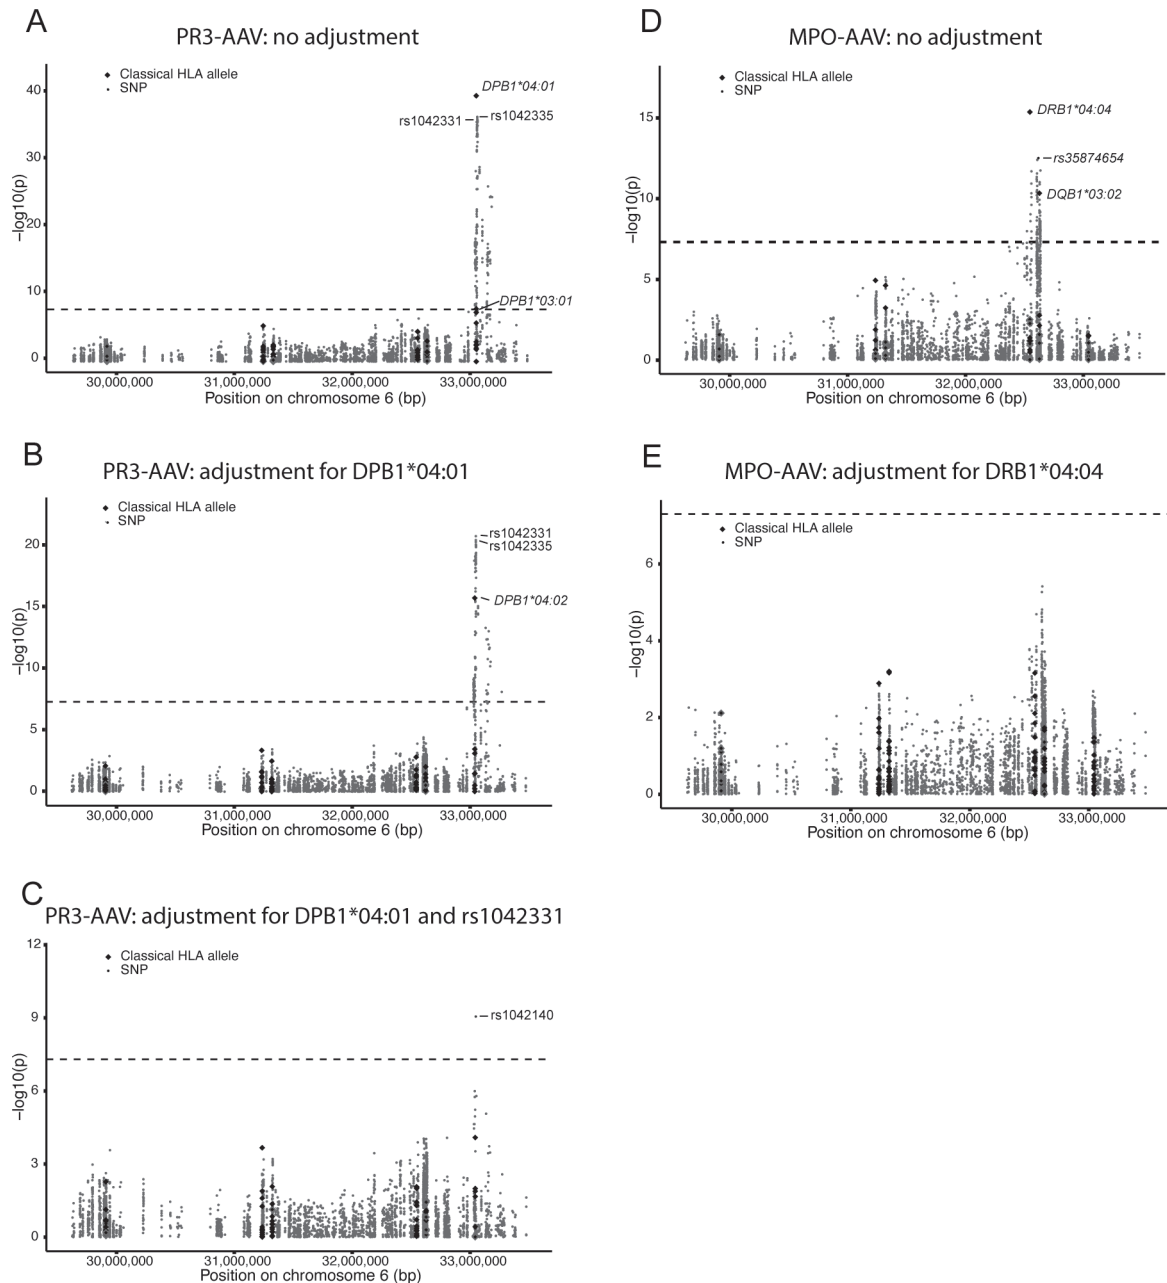 A
PR3-AAV: no adjustment
Classical HLA allele
SNP
DPB1*04:01
rs1042331
rs1042335
DPB1*03:01
40
30
20
10
0
−log10(p)
30,000,000 31,000,000 32,000,000 33,000,000
Position on chromosome 6 (bp)
D
MPO-AAV: no adjustment
Classical HLA allele
SNP
DRB1*04:04
rs35874654
DQB1*03:02
15
10
5
0
−log10(p)
30,000,000 31,000,000 32,000,000 33,000,000
Position on chromosome 6 (bp)
B
PR3-AAV: adjustment for DPB1*04:01
Classical HLA allele
SNP
rs1042331
rs1042335
DPB1*04:02
20
15
10
5
0
−log10(p)
30,000,000 31,000,000 32,000,000 33,000,000
Position on chromosome 6 (bp)
E
MPO-AAV: adjustment for DRB1*04:04
Classical HLA allele
SNP
6
4
2
0
−log10(p)
30,000,000 31,000,000 32,000,000 33,000,000
Position on chromosome 6 (bp)
C
PR3-AAV: adjustment for DPB1*04:01 and rs1042331
Classical HLA allele
SNP
rs1042140
12
9
6
3
0
−log10(p)
30,000,000 31,000,000 32,000,000 33,000,000
Position on chromosome 6 (bp)